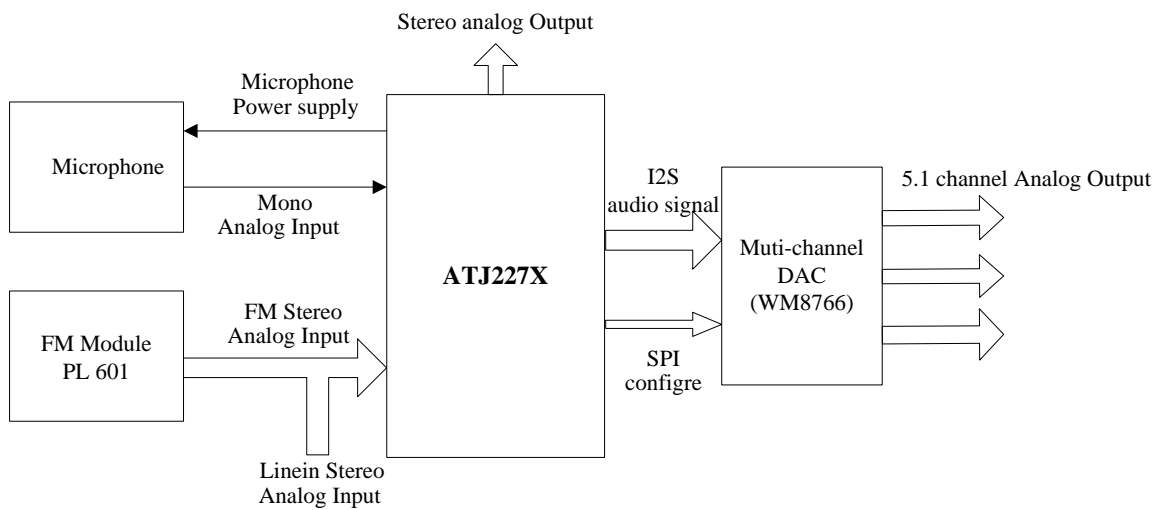 Stereo analog Output
Microphone
Power supply
Microphone
Mono
Analog Input
ATJ227X
I2S
audio signal
5.1 channel Analog Output
Muti-channel
DAC
(WM8766)
FM Module
PL 601
FM Stereo
Analog Input
SPI
configre
Linein Stereo
Analog Input